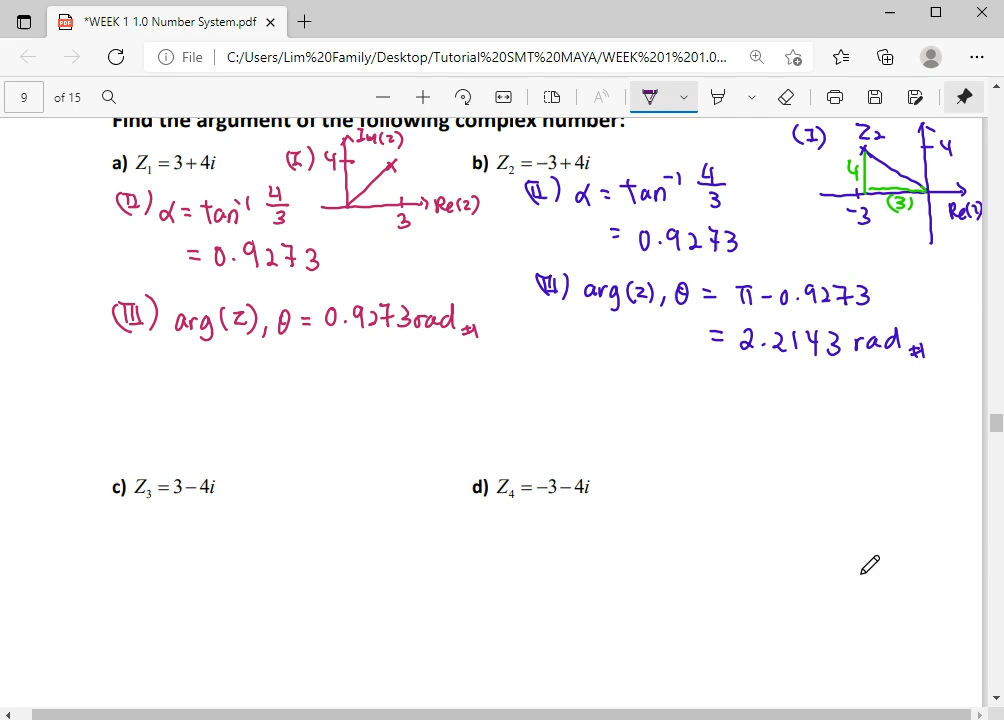 *WEEK 1 1.0 Number System.pdf
File C:/Users/Lim%20Family/Desktop/Tutorial%20SMT%20MAYA/WEEK%201%201.0...
9 of 15
Find the argument of the following complex number:
a) Z₁ = 3 + 4i
(I) 4 Im(z)
3 Re(z)
(II) α = tan⁻¹ 4/3
= 0.9273
(III) arg(z), θ = 0.9273 rad #
b) Z₂ = −3 + 4i
(I) Z₂ 4
4
(3)
-3 Re(z)
(II) α = tan⁻¹ 4/3
= 0.9273
(III) arg(z), θ = π − 0.9273
= 2.2143 rad #
c) Z₃ = 3 − 4i
d) Z₄ = −3 − 4i